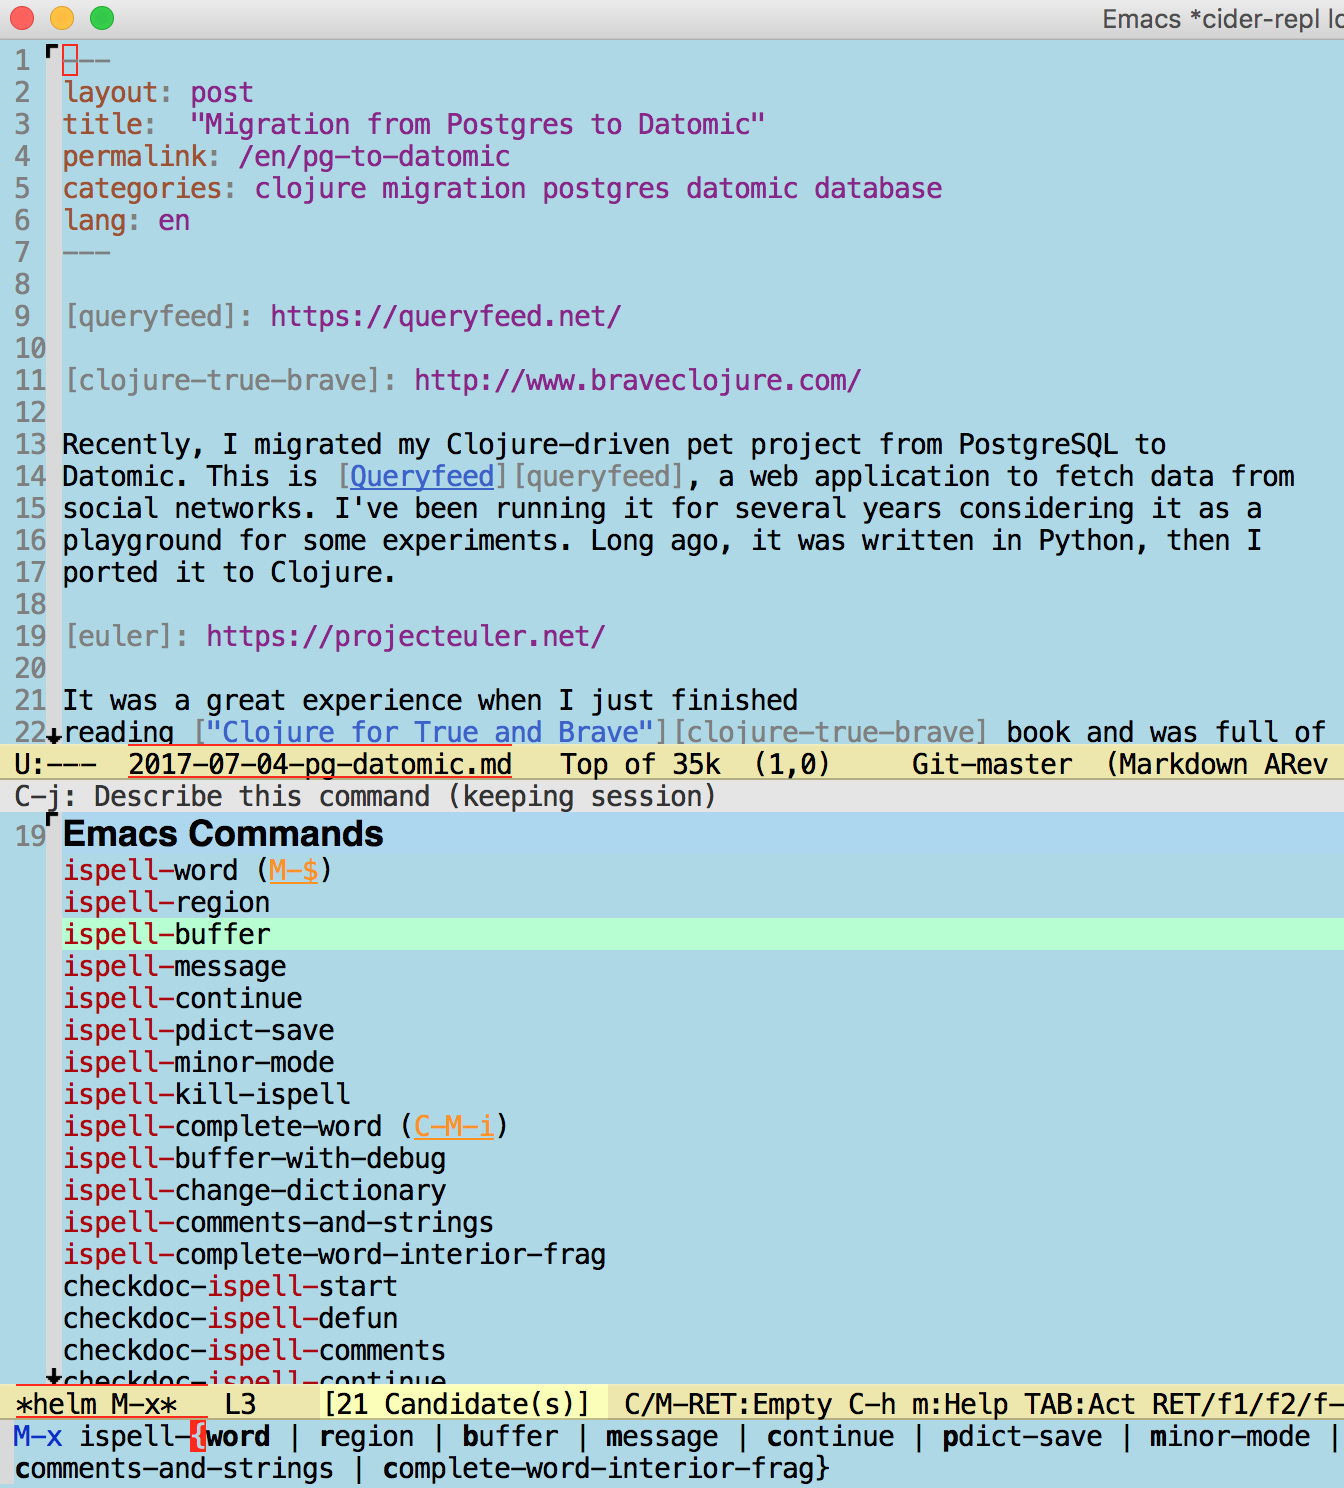 Emacs *cider-repl lo
1 ---
2 layout: post
3 title:  "Migration from Postgres to Datomic"
4 permalink: /en/pg-to-datomic
5 categories: clojure migration postgres datomic database
6 lang: en
7 ---
8
9 [queryfeed]: https://queryfeed.net/
10
11 [clojure-true-brave]: http://www.braveclojure.com/
12
13 Recently, I migrated my Clojure-driven pet project from PostgreSQL to
14 Datomic. This is [Queryfeed][queryfeed], a web application to fetch data from
15 social networks. I've been running it for several years considering it as a
16 playground for some experiments. Long ago, it was written in Python, then I
17 ported it to Clojure.
18
19 [euler]: https://projecteuler.net/
20
21 It was a great experience when I just finished
22 reading ["Clojure for True and Brave"][clojure-true-brave] book and was full of
U:---  2017-07-04-pg-datomic.md   Top of 35k  (1,0)     Git-master  (Markdown ARev
C-j: Describe this command (keeping session)
19 Emacs Commands
ispell-word (M-$)
ispell-region
ispell-buffer
ispell-message
ispell-continue
ispell-pdict-save
ispell-minor-mode
ispell-kill-ispell
ispell-complete-word (C-M-i)
ispell-buffer-with-debug
ispell-change-dictionary
ispell-comments-and-strings
ispell-complete-word-interior-frag
checkdoc-ispell-start
checkdoc-ispell-defun
checkdoc-ispell-comments
checkdoc-ispell-continue
*helm M-x*   L3    [21 Candidate(s)]  C/M-RET:Empty C-h m:Help TAB:Act RET/f1/f2/f-
M-x ispell-{word | region | buffer | message | continue | pdict-save | minor-mode |
comments-and-strings | complete-word-interior-frag}